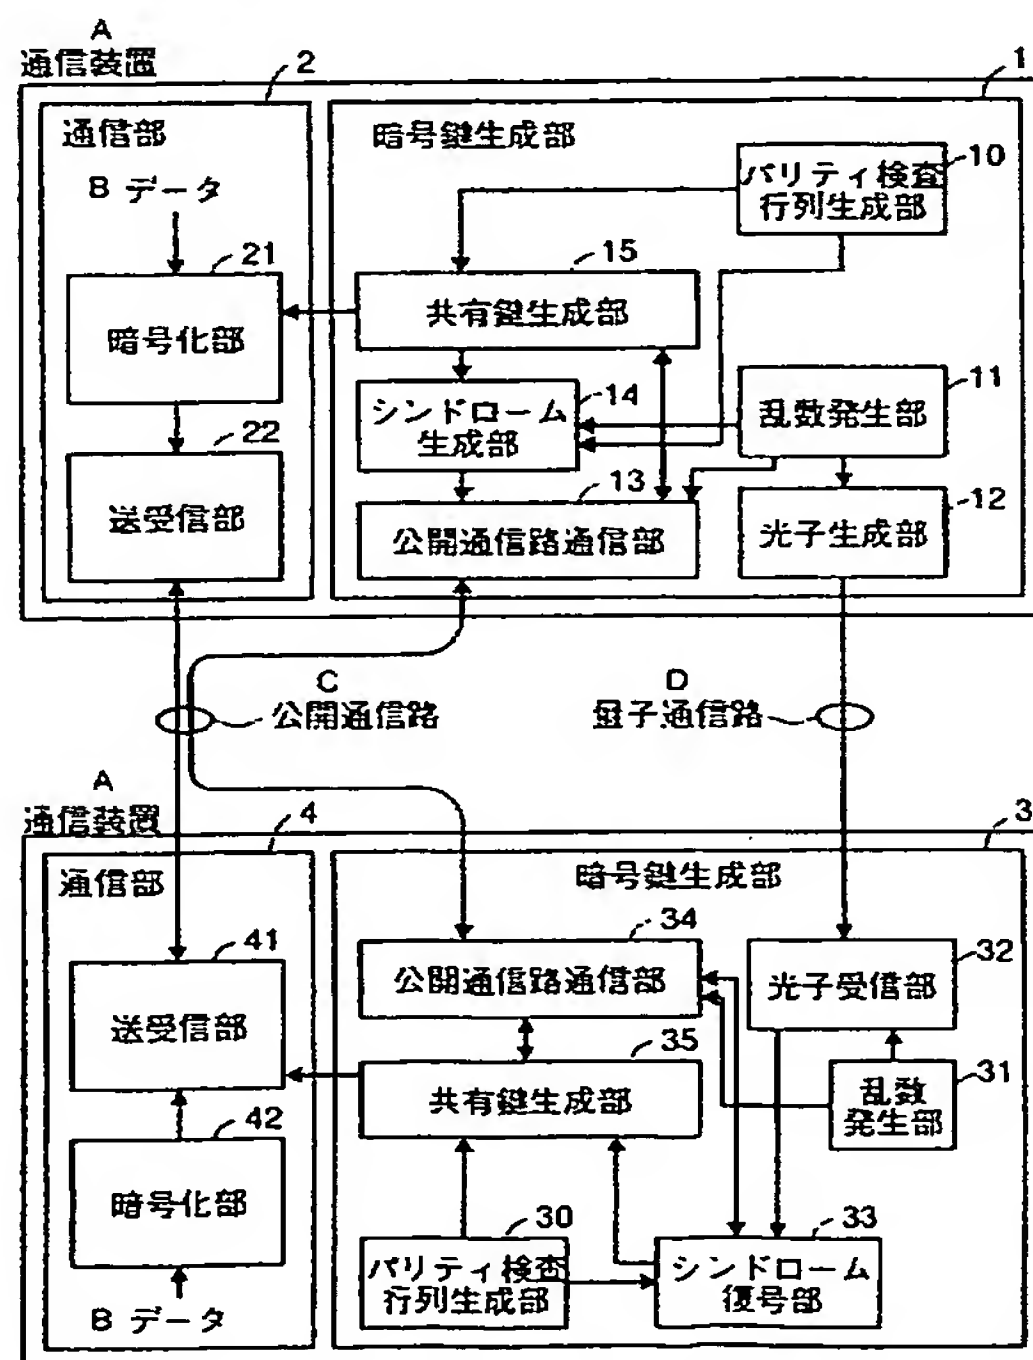 A
通信装置
2
1
通信部
暗号鍵生成部
B データ
10
パリティ検査
行列生成部
21
暗号化部
15
共有鍵生成部
11
乱数発生部
14
シンドローム
生成部
22
送受信部
13
公開通信路通信部
12
光子生成部
C
公開通信路
D
量子通信路
A
通信装置
4
3
通信部
暗号鍵生成部
41
送受信部
34
公開通信路通信部
32
光子受信部
35
共有鍵生成部
31
乱数
発生部
42
暗号化部
30
パリティ検査
行列生成部
33
シンドローム
復号部
B データ